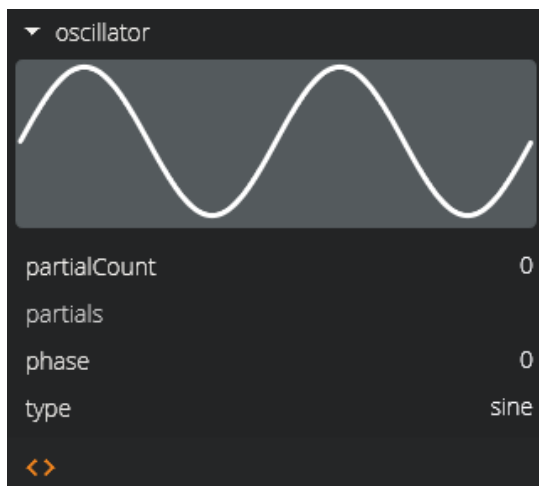 oscillator
partialCount 0
partials
phase 0
type sine
<>